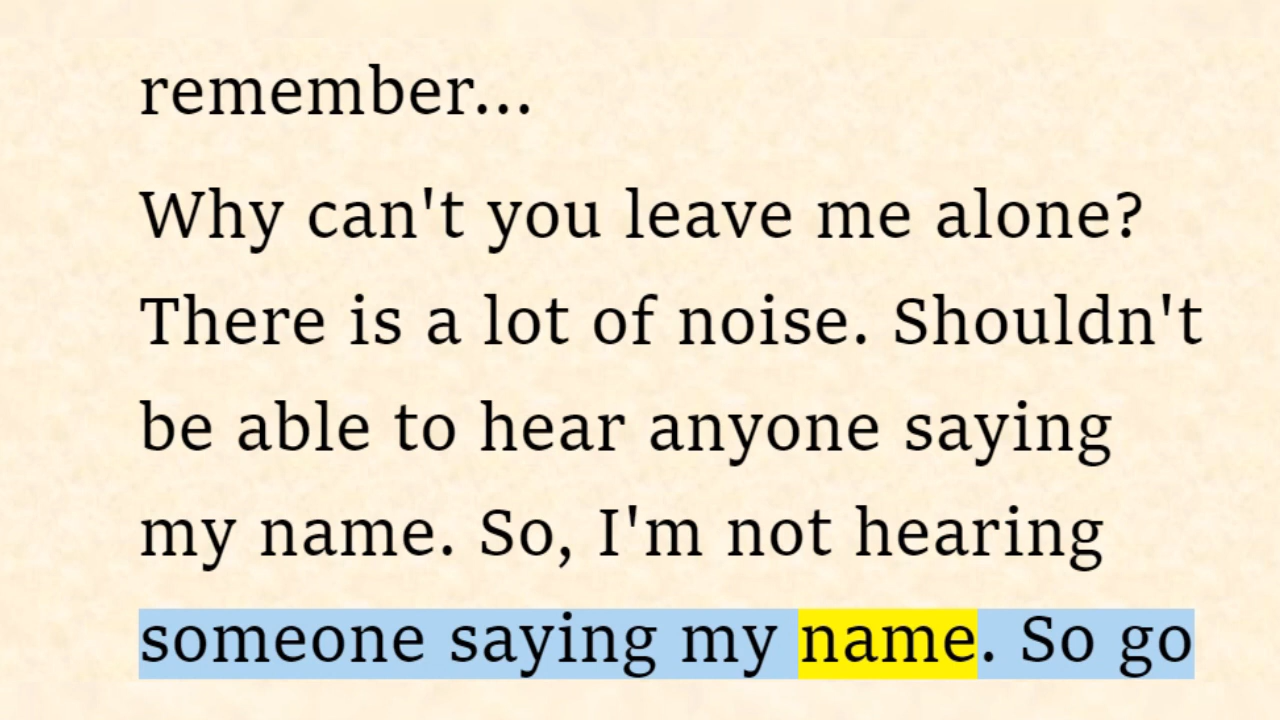 remember...
Why can't you leave me alone?
There is a lot of noise. Shouldn't
be able to hear anyone saying
my name. So, I'm not hearing
someone saying my name. So go